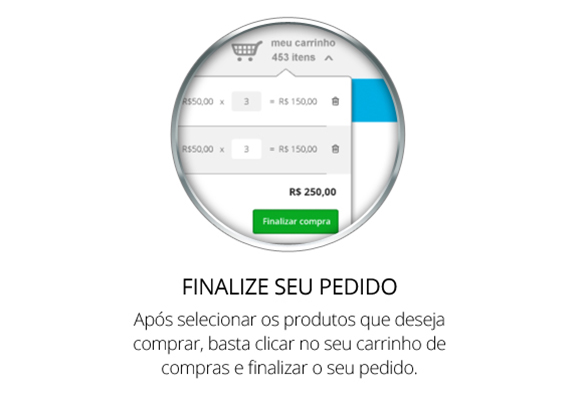 meu carrinho
453 itens
R$50,00 x 3 = R$ 150,00
R$50,00 x 3 = R$ 150,00
R$ 250,00
Finalizar compra
FINALIZE SEU PEDIDO
Após selecionar os produtos que deseja
comprar, basta clicar no seu carrinho de
compras e finalizar o seu pedido.